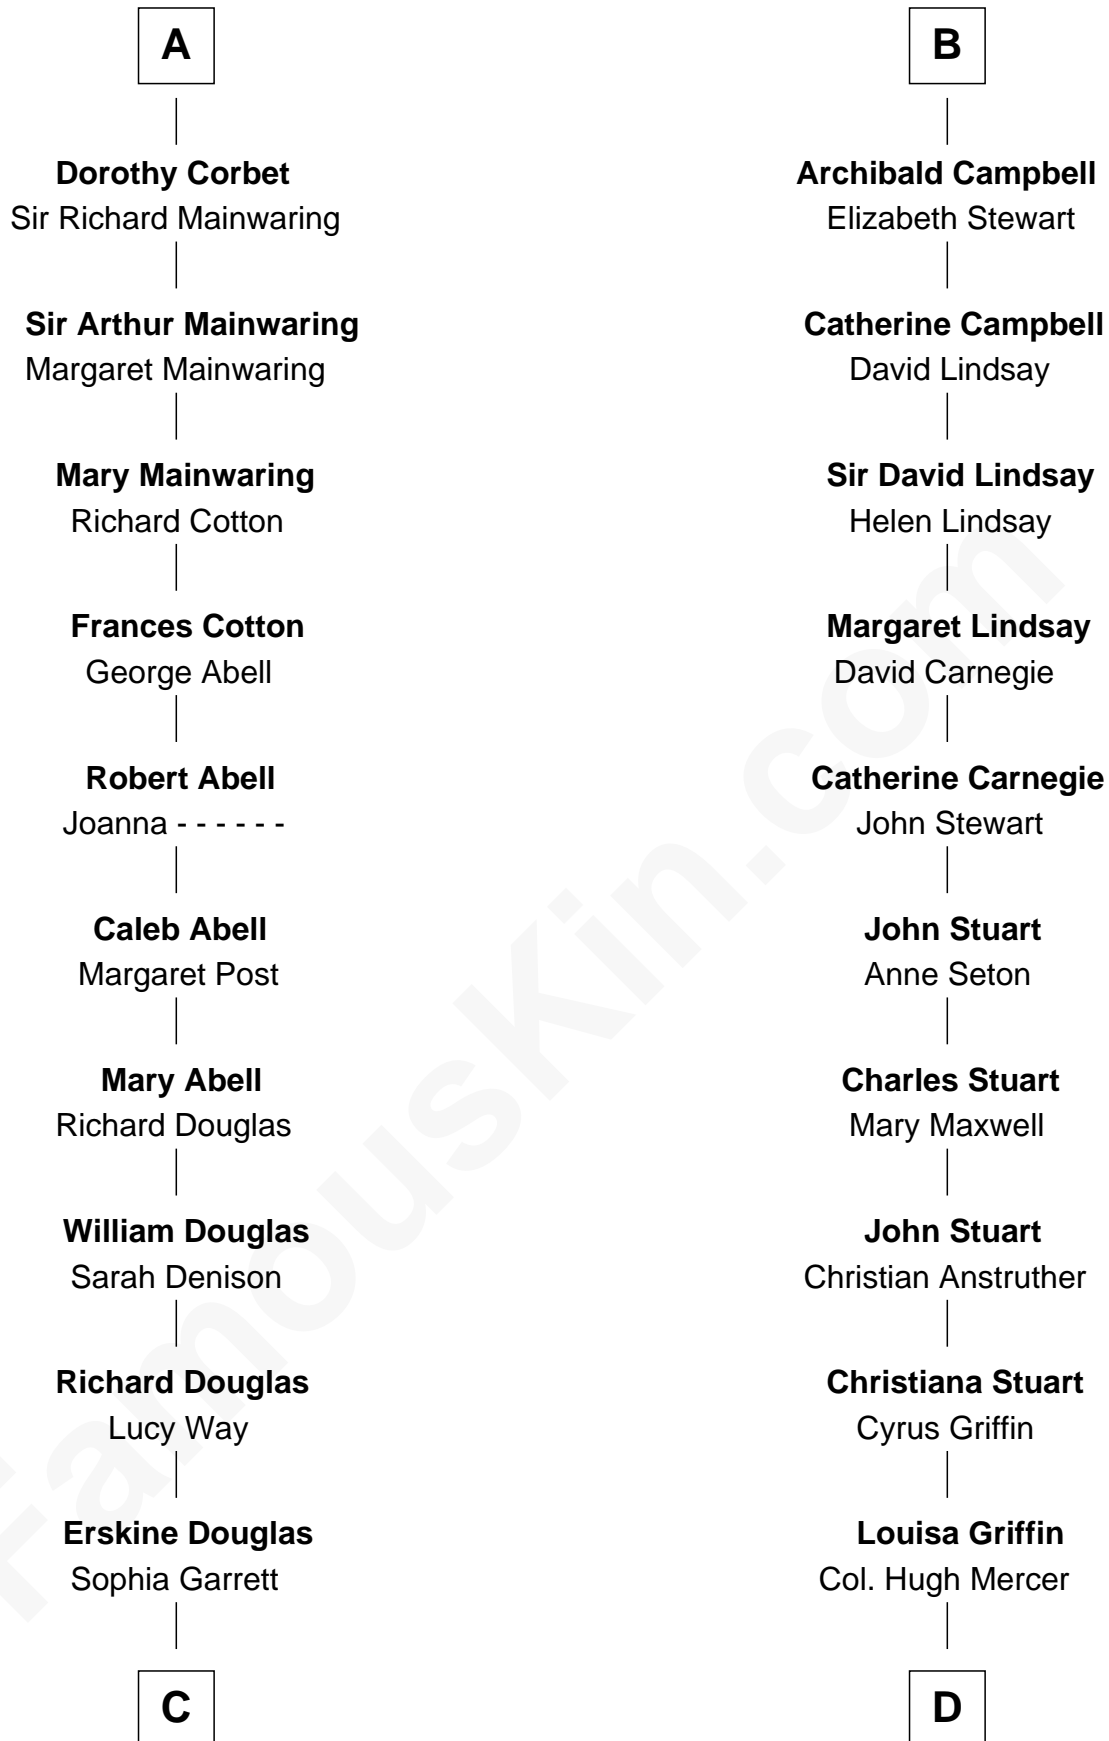 A
Dorothy Corbet
Sir Richard Mainwaring
Sir Arthur Mainwaring
Margaret Mainwaring
Mary Mainwaring
Richard Cotton
Frances Cotton
George Abell
Robert Abell
Joanna - - - - - -
Caleb Abell
Margaret Post
Mary Abell
Richard Douglas
William Douglas
Sarah Denison
Richard Douglas
Lucy Way
Erskine Douglas
Sophia Garrett
C
B
Archibald Campbell
Elizabeth Stewart
Catherine Campbell
David Lindsay
Sir David Lindsay
Helen Lindsay
Margaret Lindsay
David Carnegie
Catherine Carnegie
John Stewart
John Stuart
Anne Seton
Charles Stuart
Mary Maxwell
John Stuart
Christian Anstruther
Christiana Stuart
Cyrus Griffin
Louisa Griffin
Col. Hugh Mercer
D
FamousKin.com